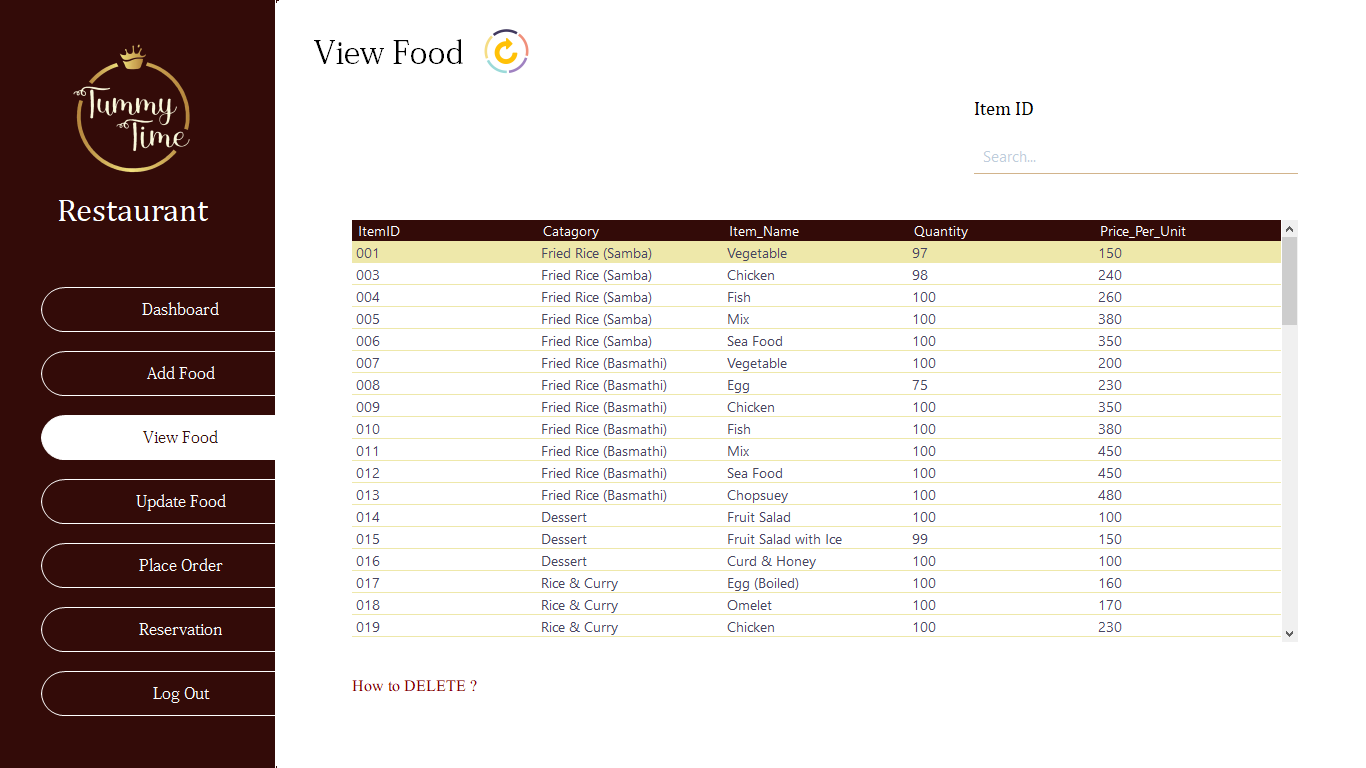 Tummy
Time
Restaurant
Dashboard
Add Food
View Food
Update Food
Place Order
Reservation
Log Out
View Food
Item ID
Search...
ItemID Catagory Item_Name Quantity Price_Per_Unit
001 Fried Rice (Samba) Vegetable 97 150
003 Fried Rice (Samba) Chicken 98 240
004 Fried Rice (Samba) Fish 100 260
005 Fried Rice (Samba) Mix 100 380
006 Fried Rice (Samba) Sea Food 100 350
007 Fried Rice (Basmathi) Vegetable 100 200
008 Fried Rice (Basmathi) Egg 75 230
009 Fried Rice (Basmathi) Chicken 100 350
010 Fried Rice (Basmathi) Fish 100 380
011 Fried Rice (Basmathi) Mix 100 450
012 Fried Rice (Basmathi) Sea Food 100 450
013 Fried Rice (Basmathi) Chopsuey 100 480
014 Dessert Fruit Salad 100 100
015 Dessert Fruit Salad with Ice 99 150
016 Dessert Curd & Honey 100 100
017 Rice & Curry Egg (Boiled) 100 160
018 Rice & Curry Omelet 100 170
019 Rice & Curry Chicken 100 230
How to DELETE ?